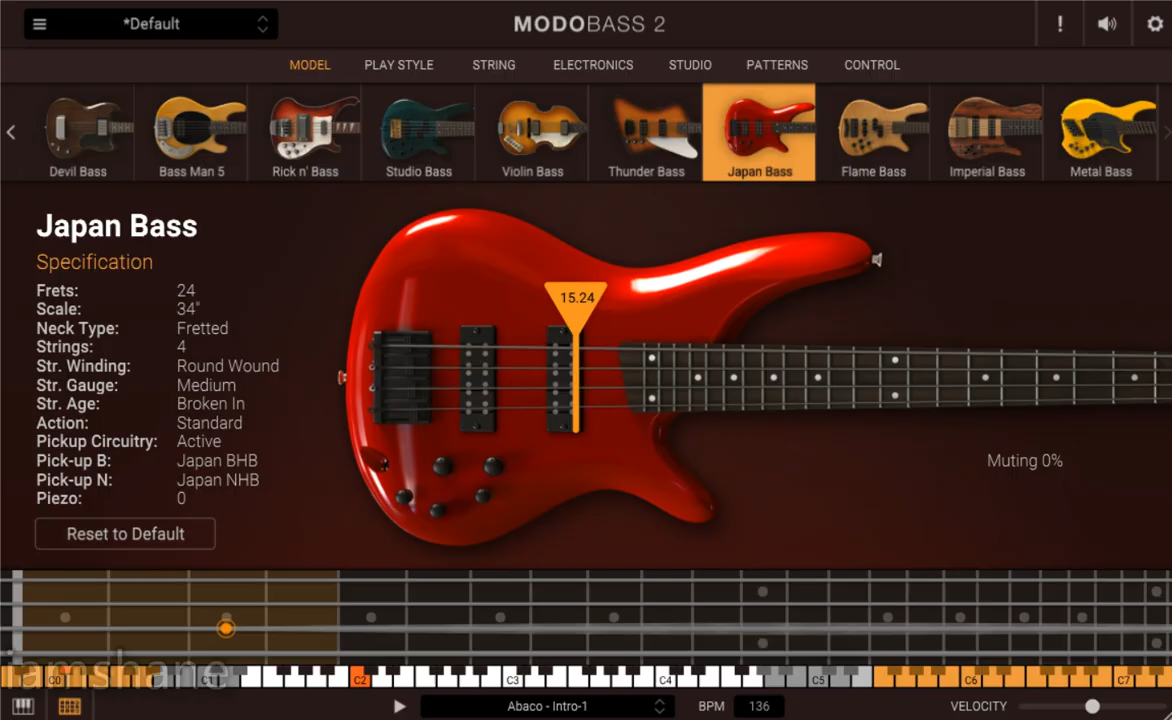 *Default
MODO BASS 2
!
MODEL PLAY STYLE STRING ELECTRONICS STUDIO PATTERNS CONTROL
Devil Bass Bass Man 5 Rick n' Bass Studio Bass Violin Bass Thunder Bass Japan Bass Flame Bass Imperial Bass Metal Bass
Japan Bass
Specification
Frets: 24
Scale: 34"
Neck Type: Fretted
Strings: 4
Str. Winding: Round Wound
Str. Gauge: Medium
Str. Age: Broken In
Action: Standard
Pickup Circuitry: Active
Pick-up B: Japan BHB
Pick-up N: Japan NHB
Piezo: 0
Reset to Default
15.24
Muting 0%
iamshane
C0 C1 C2 C3 C4 C5 C6 C7
Abaco - Intro-1 BPM 136 VELOCITY